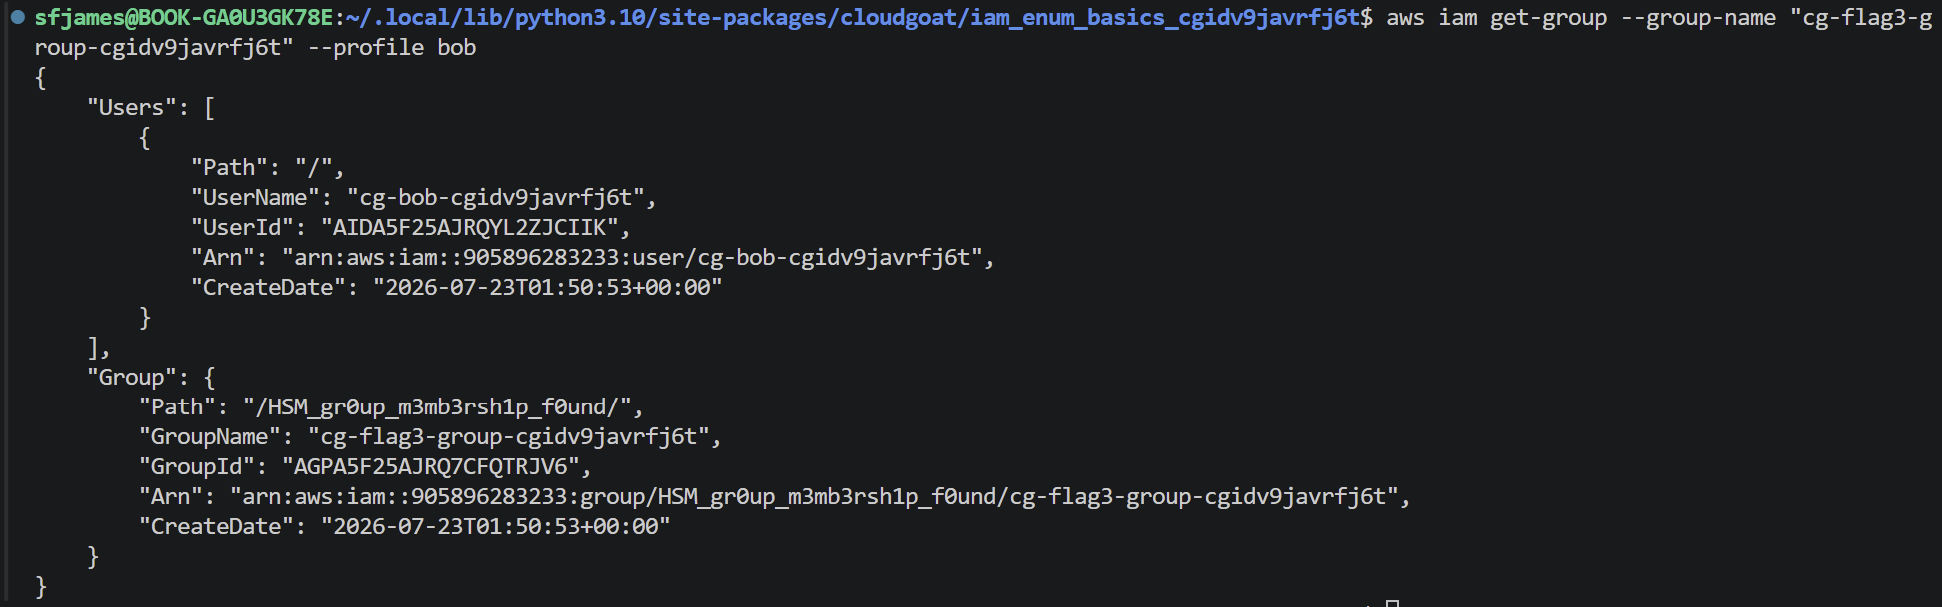 sfjames@BOOK-GA0U3GK78E:~/.local/lib/python3.10/site-packages/cloudgoat/iam_enum_basics_cgidv9javrfj6t$ aws iam get-group --group-name "cg-flag3-g
roup-cgidv9javrfj6t" --profile bob
{
    "Users": [
        {
            "Path": "/",
            "UserName": "cg-bob-cgidv9javrfj6t",
            "UserId": "AIDA5F25AJRQYL2ZJCIIK",
            "Arn": "arn:aws:iam::905896283233:user/cg-bob-cgidv9javrfj6t",
            "CreateDate": "2026-07-23T01:50:53+00:00"
        }
    ],
    "Group": {
        "Path": "/HSM_gr0up_m3mb3rsh1p_f0und/",
        "GroupName": "cg-flag3-group-cgidv9javrfj6t",
        "GroupId": "AGPA5F25AJRQ7CFQTRJV6",
        "Arn": "arn:aws:iam::905896283233:group/HSM_gr0up_m3mb3rsh1p_f0und/cg-flag3-group-cgidv9javrfj6t",
        "CreateDate": "2026-07-23T01:50:53+00:00"
    }
}